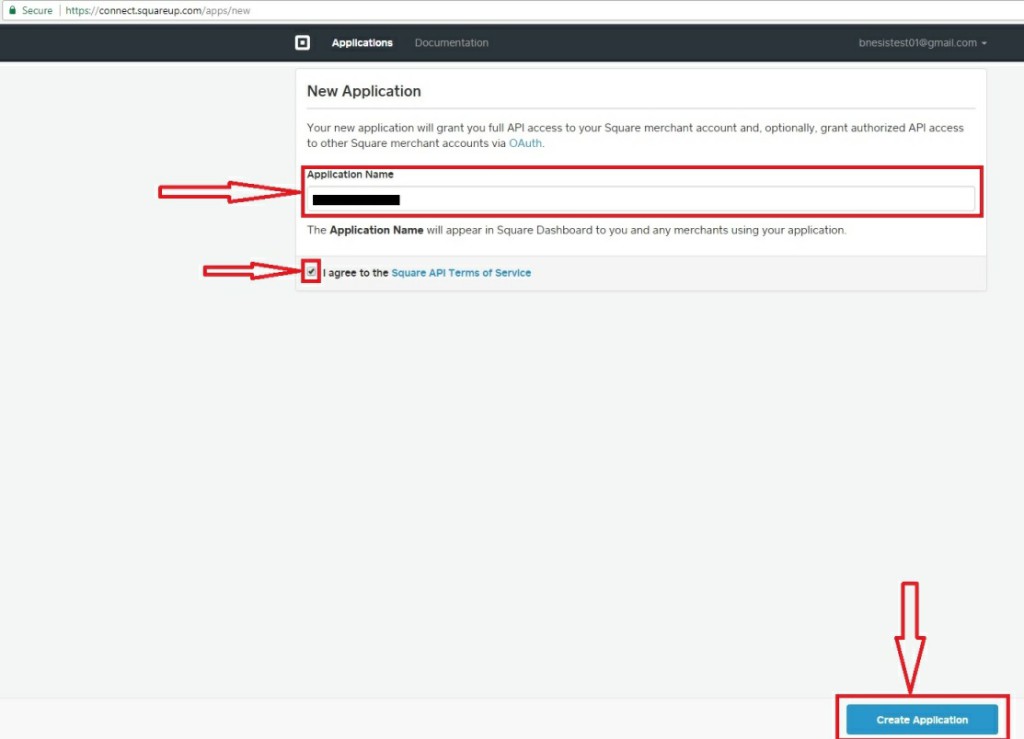 Secure | https://connect.squareup.com/apps/new
Applications Documentation bnesistest01@gmail.com
New Application
Your new application will grant you full API access to your Square merchant account and, optionally, grant authorized API access
to other Square merchant accounts via OAuth.
Application Name
The Application Name will appear in Square Dashboard to you and any merchants using your application.
I agree to the Square API Terms of Service
Create Application